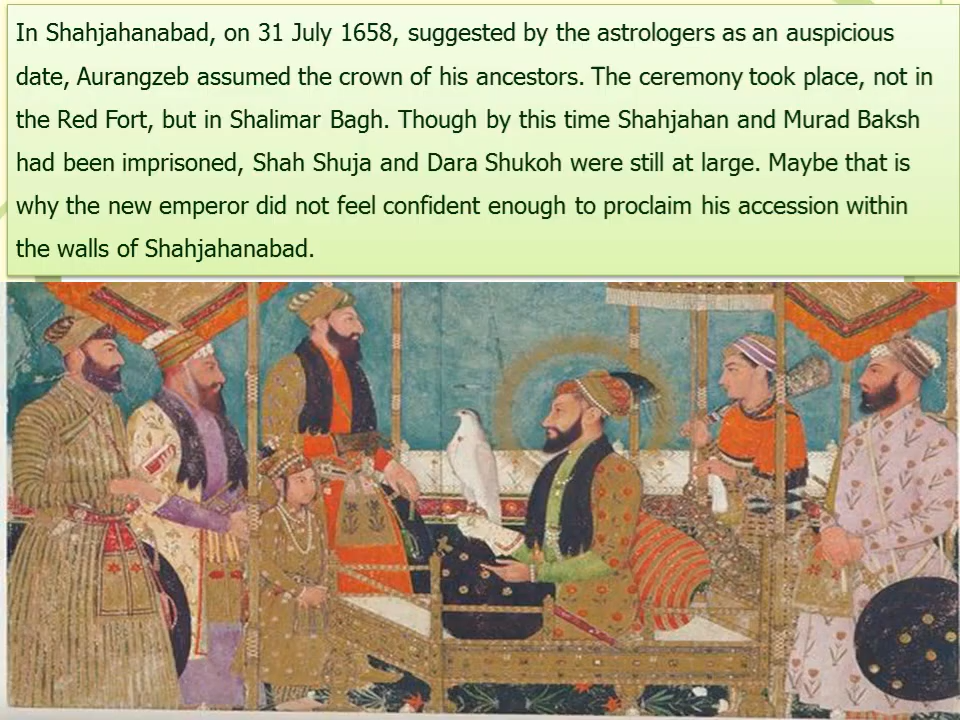 In Shahjahanabad, on 31 July 1658, suggested by the astrologers as an auspicious
date, Aurangzeb assumed the crown of his ancestors. The ceremony took place, not in
the Red Fort, but in Shalimar Bagh. Though by this time Shahjahan and Murad Baksh
had been imprisoned, Shah Shuja and Dara Shukoh were still at large. Maybe that is
why the new emperor did not feel confident enough to proclaim his accession within
the walls of Shahjahanabad.